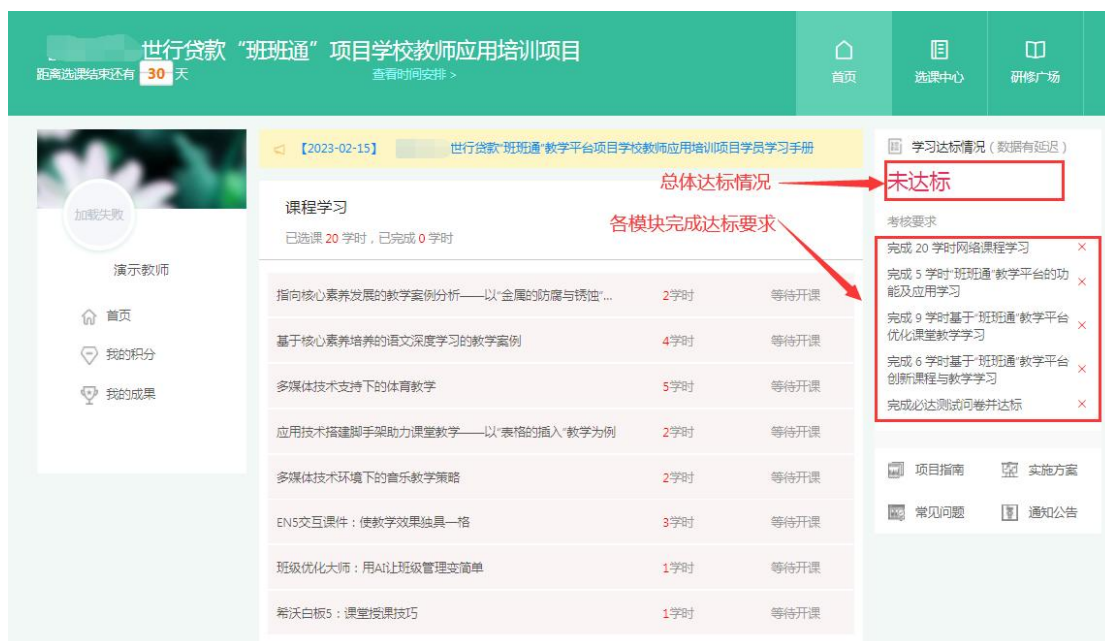 世行贷款“班班通”项目学校教师应用培训项目
距离选课结束还有 30 天
查看时间安排 >
首页
选课中心
研修广场
加载失败
演示教师
首页
我的积分
我的成果
【2023-02-15】 世行贷款“班班通”教学平台项目学校教师应用培训项目学员学习手册
总体达标情况
课程学习
各模块完成达标要求
已选课 20 学时，已完成 0 学时
指向核心素养发展的教学案例分析——以“金属的防腐与锈蚀”... 2学时 等待开课
基于核心素养培养的语文深度学习的教学案例 4学时 等待开课
多媒体技术支持下的体育教学 5学时 等待开课
应用技术搭建脚手架助力课堂教学——以“表格的插入”教学为例 2学时 等待开课
多媒体技术环境下的音乐教学策略 2学时 等待开课
EN5交互课件：使教学效果独具一格 3学时 等待开课
班级优化大师：用AI让班级管理变简单 1学时 等待开课
希沃白板5：课堂授课技巧 1学时 等待开课
学习达标情况（数据有延迟）
未达标
考核要求
完成 20 学时网络课程学习 ×
完成 5 学时“班班通”教学平台的功
能及应用学习 ×
完成 9 学时基于“班班通”教学平台
优化课堂教学学习 ×
完成 6 学时基于“班班通”教学平台
创新课程与教学学习 ×
完成必达测试问卷并达标 ×
项目指南
实施方案
常见问题
通知公告